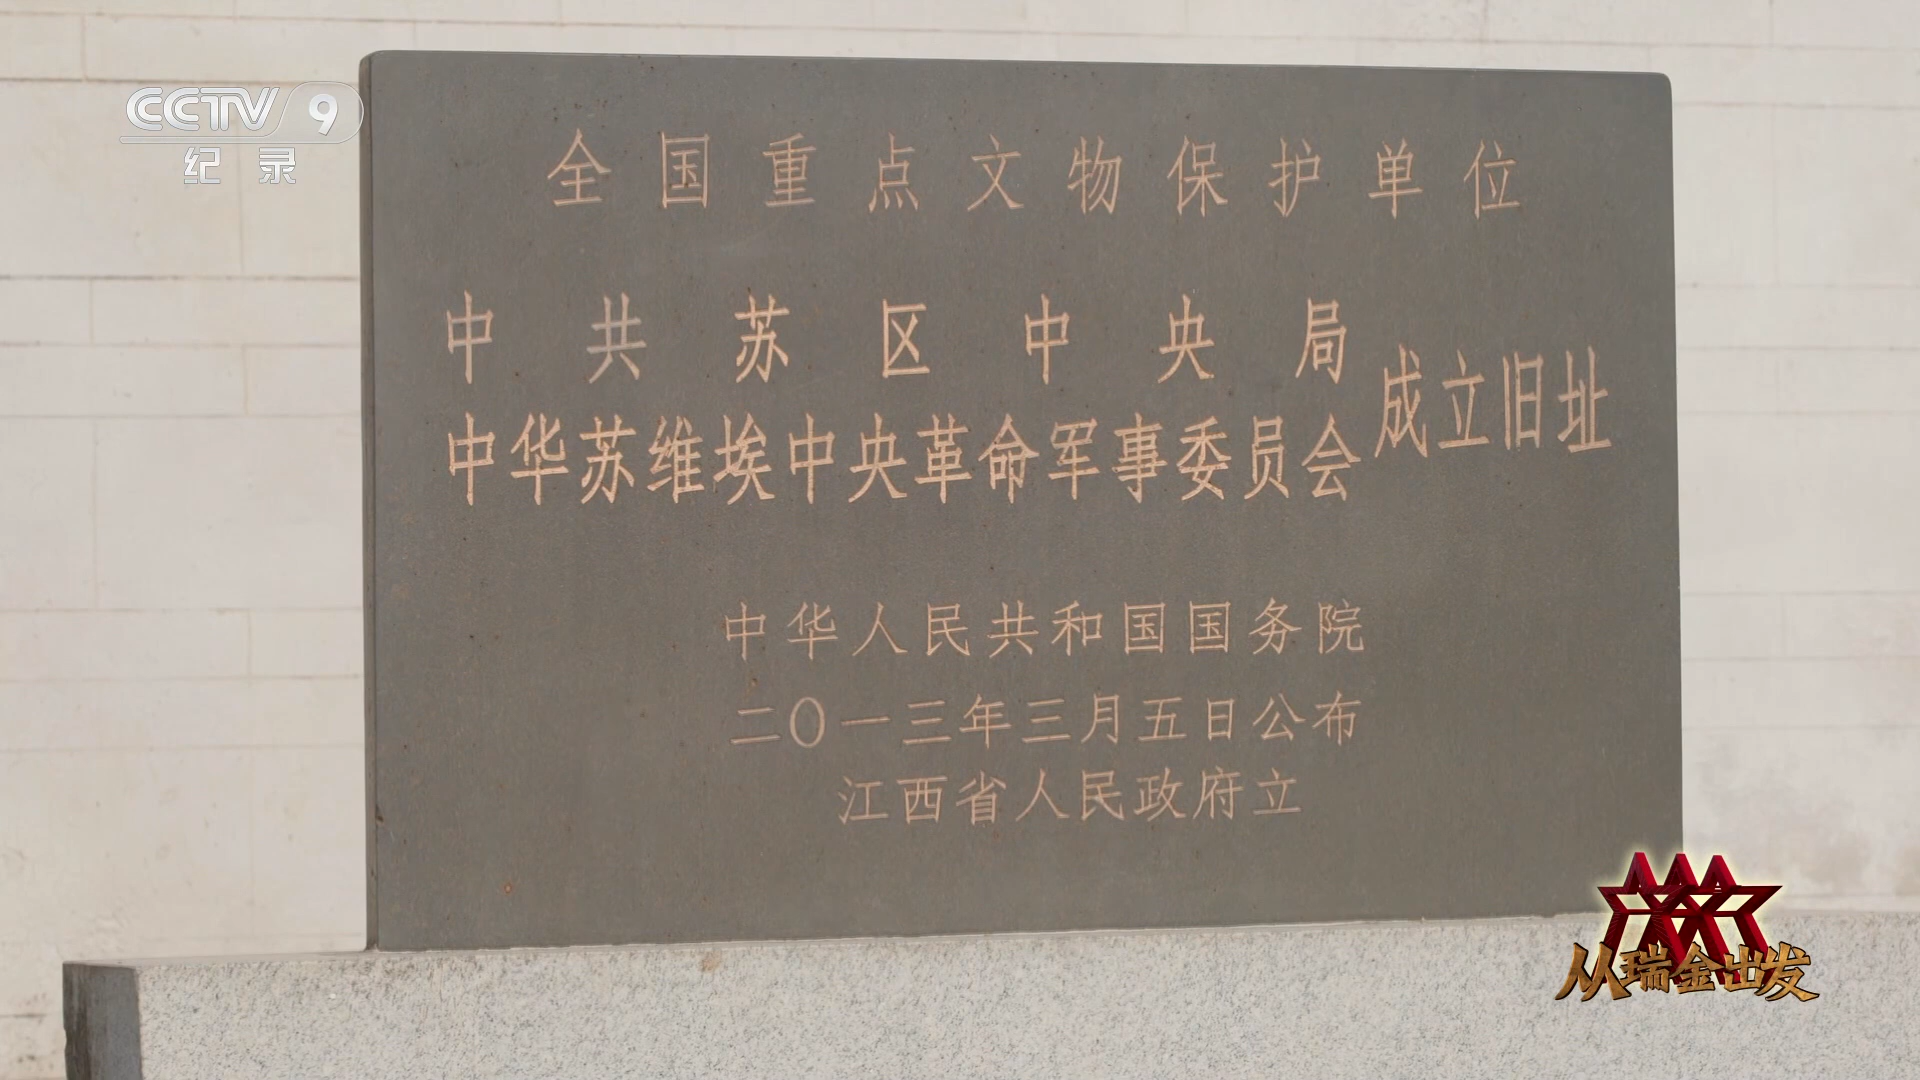 CCTV 9
纪录
全国重点文物保护单位
中共苏区中央局
中华苏维埃中央革命军事委员会
成立旧址
中华人民共和国国务院
二〇一三年三月五日公布
江西省人民政府立
从瑞金出发